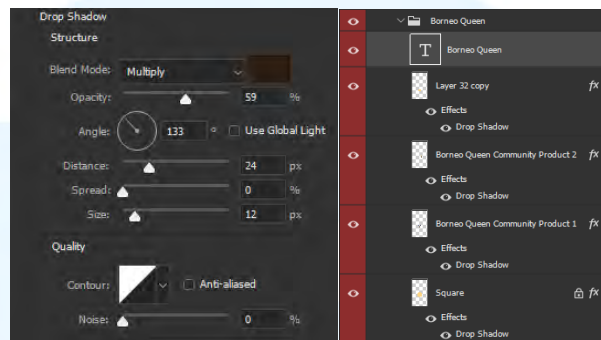 Drop Shadow
Structure
Blend Mode: Multiply
Opacity: 59 %
Angle: 133 ° Use Global Light
Distance: 24 px
Spread: 0 %
Size: 12 px
Quality
Contour: Anti-aliased
Noise: 0 %
Borneo Queen
T Borneo Queen
Layer 32 copy fx
Effects
Drop Shadow
Borneo Queen Community Product 2 fx
Effects
Drop Shadow
Borneo Queen Community Product 1 fx
Effects
Drop Shadow
Square fx
Effects
Drop Shadow